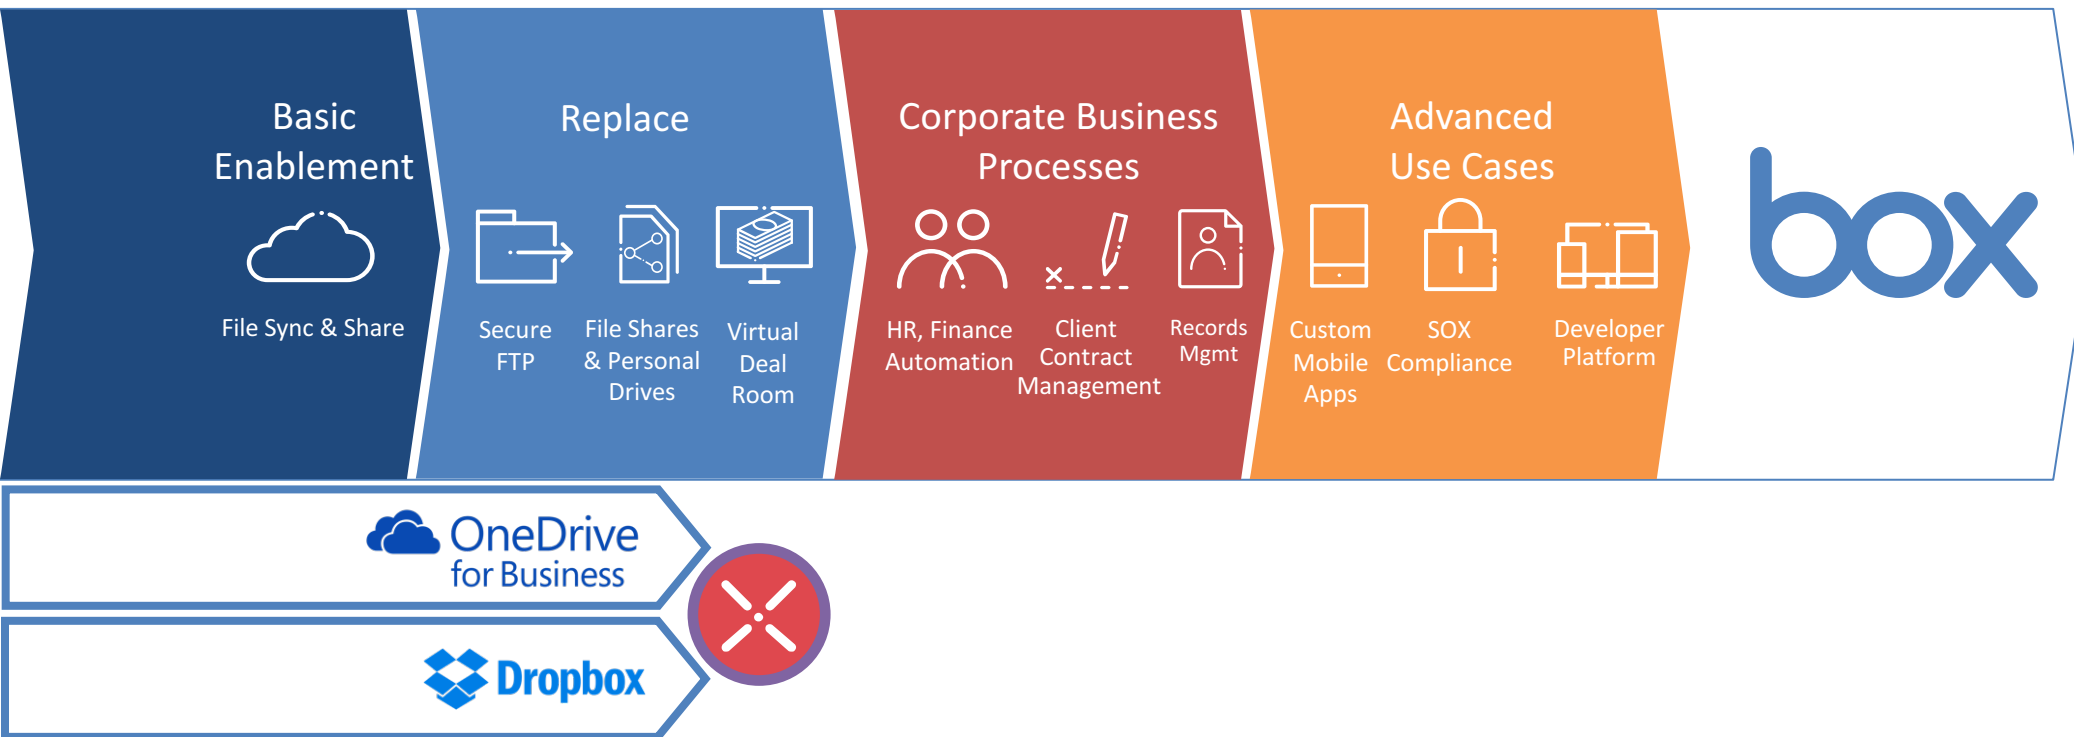 Basic
Enablement
File Sync & Share
Replace
Secure
FTP
File Shares
& Personal
Drives
Virtual
Deal
Room
Corporate Business
Processes
HR, Finance
Automation
Client
Contract
Management
Records
Mgmt
Advanced
Use Cases
Custom
Mobile
Apps
SOX
Compliance
Developer
Platform
box
OneDrive
for Business
Dropbox